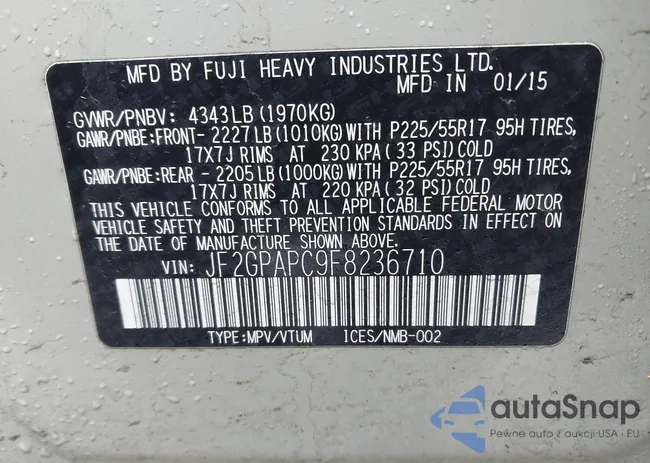 MFD BY FUJI HEAVY INDUSTRIES LTD.
MFD IN 01/15
GVWR/PNBV: 4343LB(1970KG)
GAWR/PNBE:FRONT- 2227LB(1010KG)WITH P225/55R17 95H TIRES,
17X7J RIMS AT 230 KPA(33 PSI)COLD
GAWR/PNBE:REAR - 2205LB(1000KG)WITH P225/55R17 95H TIRES,
17X7J RIMS AT 220 KPA(32 PSI)COLD
THIS VEHICLE CONFORMS TO ALL APPLICABLE FEDERAL MOTOR
VEHICLE SAFETY AND THEFT PREVENTION STANDARDS IN EFFECT ON
THE DATE OF MANUFACTURE SHOWN ABOVE.
VIN: JF2GPAPC9F8236710
TYPE:MPV/VTUM ICES/NMB-002
autaSnap
Pewne auta z aukcji USA i EU